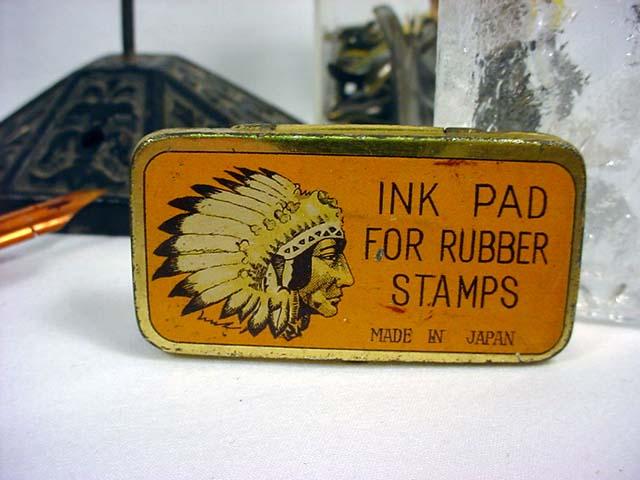 INK PAD
FOR RUBBER
STAMPS
MADE IN JAPAN